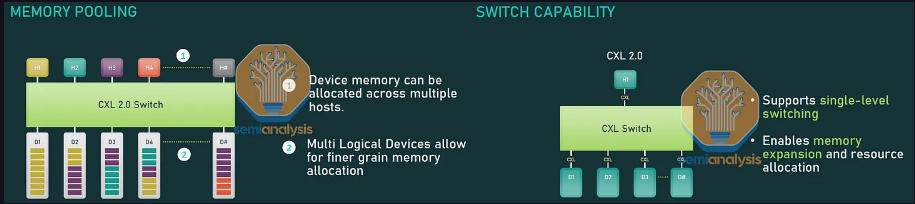 MEMORY POOLING
H1 H2 H3 H4 H#
1
CXL 2.0 Switch
D1 D2 D3 D4 D#
2
1 Device memory can be
allocated across multiple
hosts.
semianalysis
2 Multi Logical Devices allow
for finer grain memory
allocation
SWITCH CAPABILITY
CXL 2.0
H1
CXL
CXL Switch
CXL CXL CXL CXL
D1 D2 D3 D#
• Supports single-level
switching
semianalysis
• Enables memory
expansion and resource
allocation